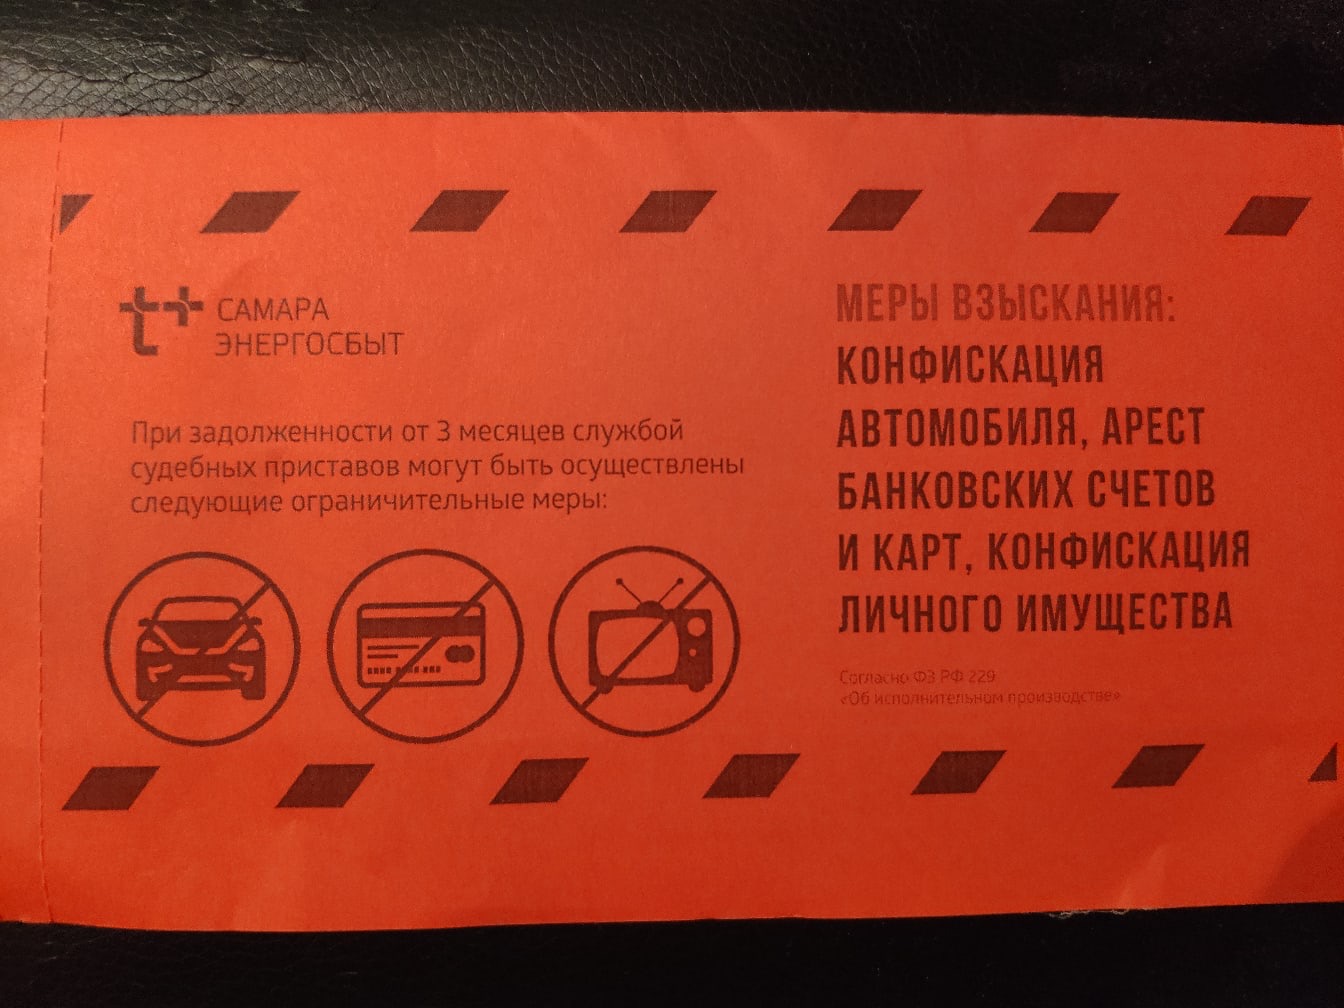 t+
САМАРА
ЭНЕРГОСБЫТ
При задолженности от 3 месяцев службой
судебных приставов могут быть осуществлены
следующие ограничительные меры:
МЕРЫ ВЗЫСКАНИЯ:
КОНФИСКАЦИЯ
АВТОМОБИЛЯ, АРЕСТ
БАНКОВСКИХ СЧЕТОВ
И КАРТ, КОНФИСКАЦИЯ
ЛИЧНОГО ИМУЩЕСТВА
Согласно ФЗ РФ 229
«Об исполнительном производстве»